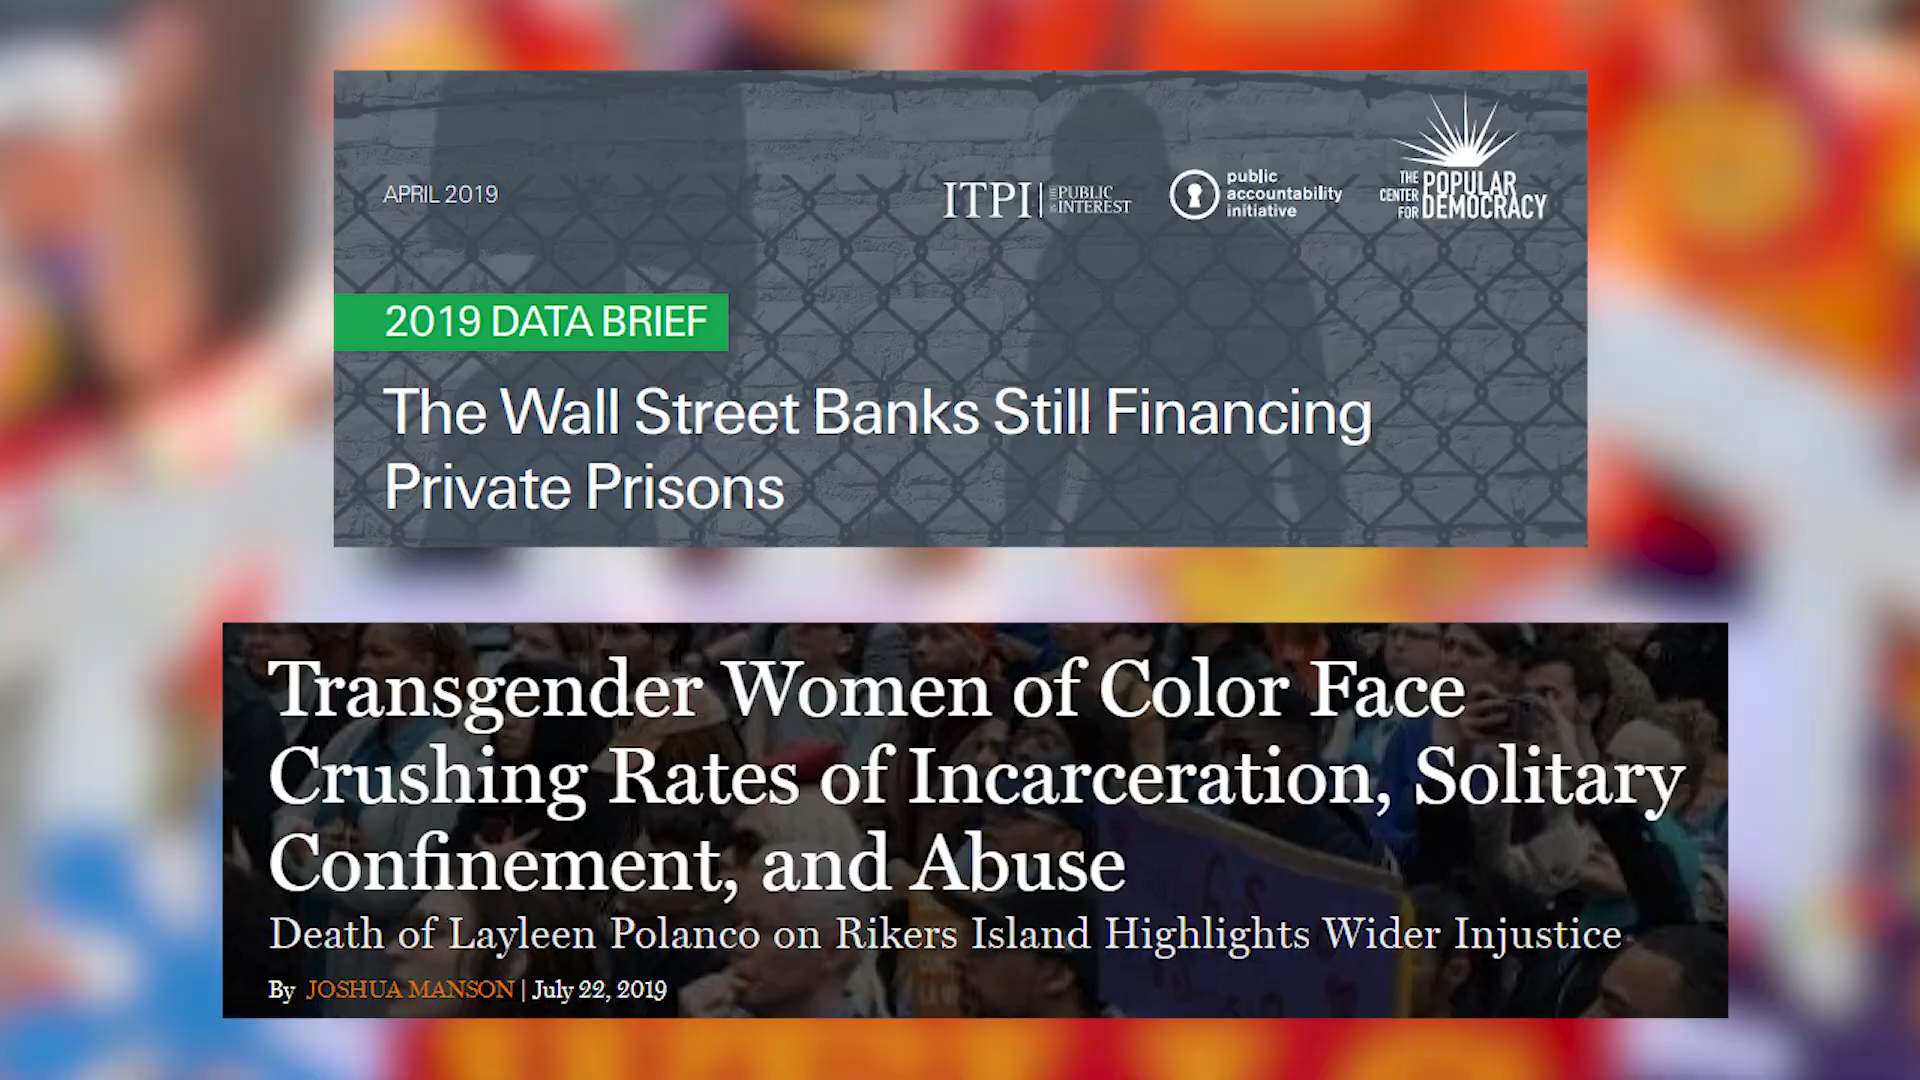 APRIL 2019
ITPI IN THE PUBLIC INTEREST
public
accountability
initiative
THE CENTER FOR POPULAR DEMOCRACY
2019 DATA BRIEF
The Wall Street Banks Still Financing
Private Prisons
Transgender Women of Color Face
Crushing Rates of Incarceration, Solitary
Confinement, and Abuse
Death of Layleen Polanco on Rikers Island Highlights Wider Injustice
By JOSHUA MANSON | July 22, 2019